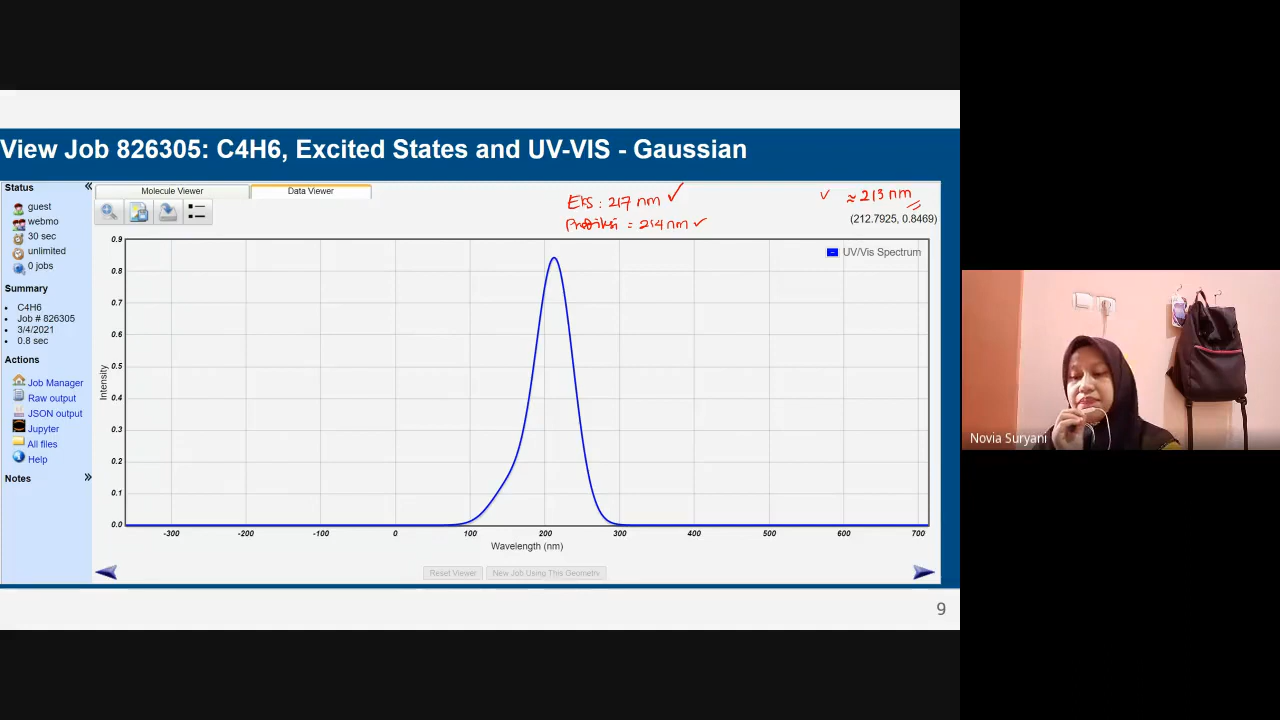 View Job 826305: C4H6, Excited States and UV-VIS - Gaussian
Status
guest
webmo
30 sec
unlimited
0 jobs
Summary
C4H6
Job # 826305
3/4/2021
0.8 sec
Actions
Job Manager
Raw output
JSON output
Jupyter
All files
Help
Notes
Molecule Viewer
Data Viewer
Eks : 217 nm ✓
Prediksi = 214 nm ✓
✓ ≈ 213 nm
(212.7925, 0.8469)
UV/Vis Spectrum
Intensity
0.9
0.8
0.7
0.6
0.5
0.4
0.3
0.2
0.1
0.0
-300 -200 -100 0 100 200 300 400 500 600 700
Wavelength (nm)
Reset Viewer
New Job Using This Geometry
9
Novia Suryani